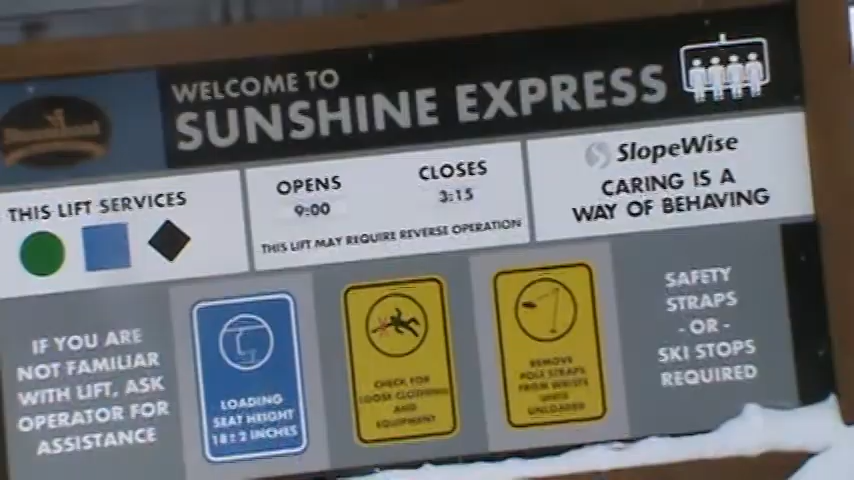 WELCOME TO
SUNSHINE EXPRESS
THIS LIFT SERVICES
OPENS
9:00
CLOSES
3:15
THIS LIFT MAY REQUIRE REVERSE OPERATION
SlopeWise
CARING IS A
WAY OF BEHAVING
IF YOU ARE
NOT FAMILIAR
WITH LIFT, ASK
OPERATOR FOR
ASSISTANCE
LOADING
SEAT HEIGHT
18 ± 2 INCHES
CHECK FOR
LOOSE CLOTHING
AND
EQUIPMENT
REMOVE
POLE STRAPS
FROM WRISTS
UNTIL
UNLOADED
SAFETY
STRAPS
- OR -
SKI STOPS
REQUIRED